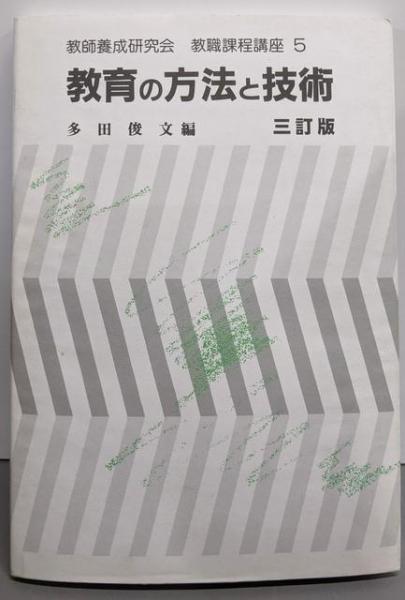 教師養成研究会 教職課程講座 5
教育の方法と技術
多田俊文編 三訂版